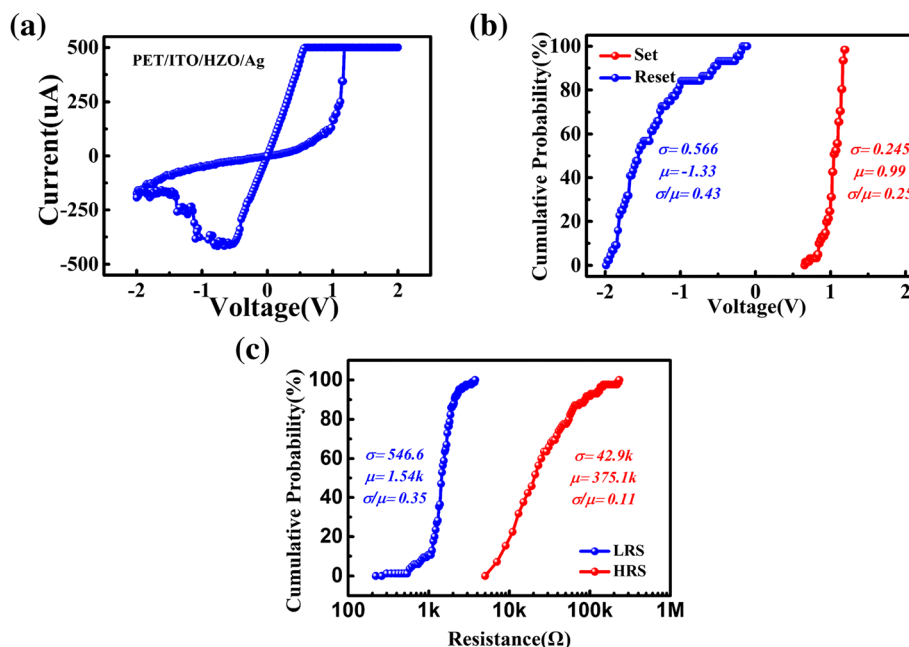 (a)
PET/ITO/HZO/Ag
Current(uA)
500
250
0
-250
-500
-2 -1 0 1 2
Voltage(V)
(b)
Set
Reset
Cumulative Probability(%)
100
80
60
40
20
0
σ=0.566
μ=-1.33
σ/μ=0.43
σ=0.245
μ=0.99
σ/μ=0.25
-2 -1 0 1 2
Voltage(V)
(c)
Cumulative Probability(%)
100
80
60
40
20
0
σ=546.6
μ=1.54k
σ/μ=0.35
σ=42.9k
μ=375.1k
σ/μ=0.11
LRS
HRS
100 1k 10k 100k 1M
Resistance(Ω)